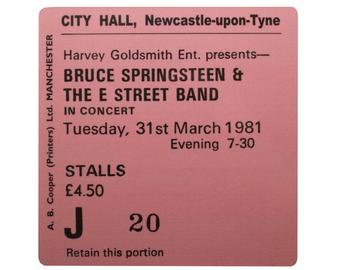 CITY HALL, Newcastle-upon-Tyne
Harvey Goldsmith Ent. presents—
BRUCE SPRINGSTEEN &
THE E STREET BAND
IN CONCERT
Tuesday, 31st March 1981
Evening 7-30
STALLS
£4.50
J 20
Retain this portion
A. B. Cooper (Printers) Ltd. MANCHESTER